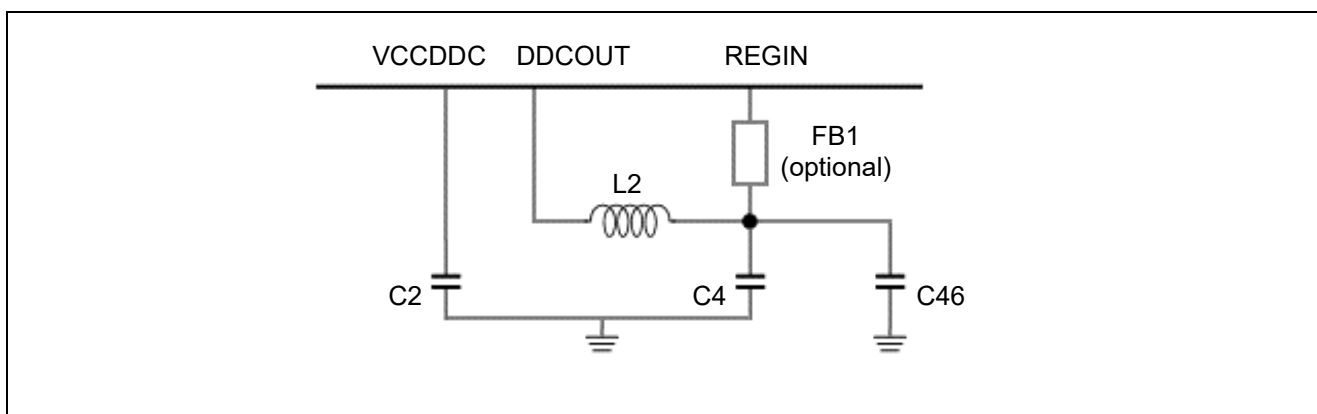 VCCDDC DDCOUT REGIN
FB1
(optional)
L2
C2
C4
C46